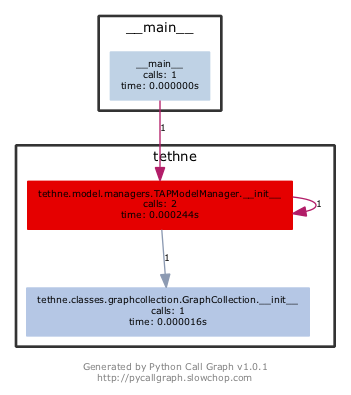 __main__
__main__
calls: 1
time: 0.000000s
1
tethne
tethne.model.managers.TAPModelManager.__init__
calls: 2
time: 0.000244s
1
1
tethne.classes.graphcollection.GraphCollection.__init__
calls: 1
time: 0.000016s
Generated by Python Call Graph v1.0.1
http://pycallgraph.slowchop.com